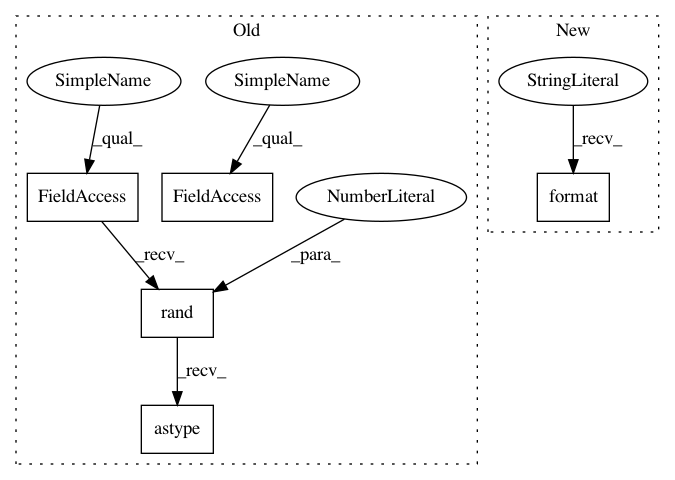 Old
New
SimpleName
SimpleName
StringLiteral
_qual_
_qual_
_recv_
FieldAccess
FieldAccess
NumberLiteral
format
_recv_
_para_
rand
_recv_
astype